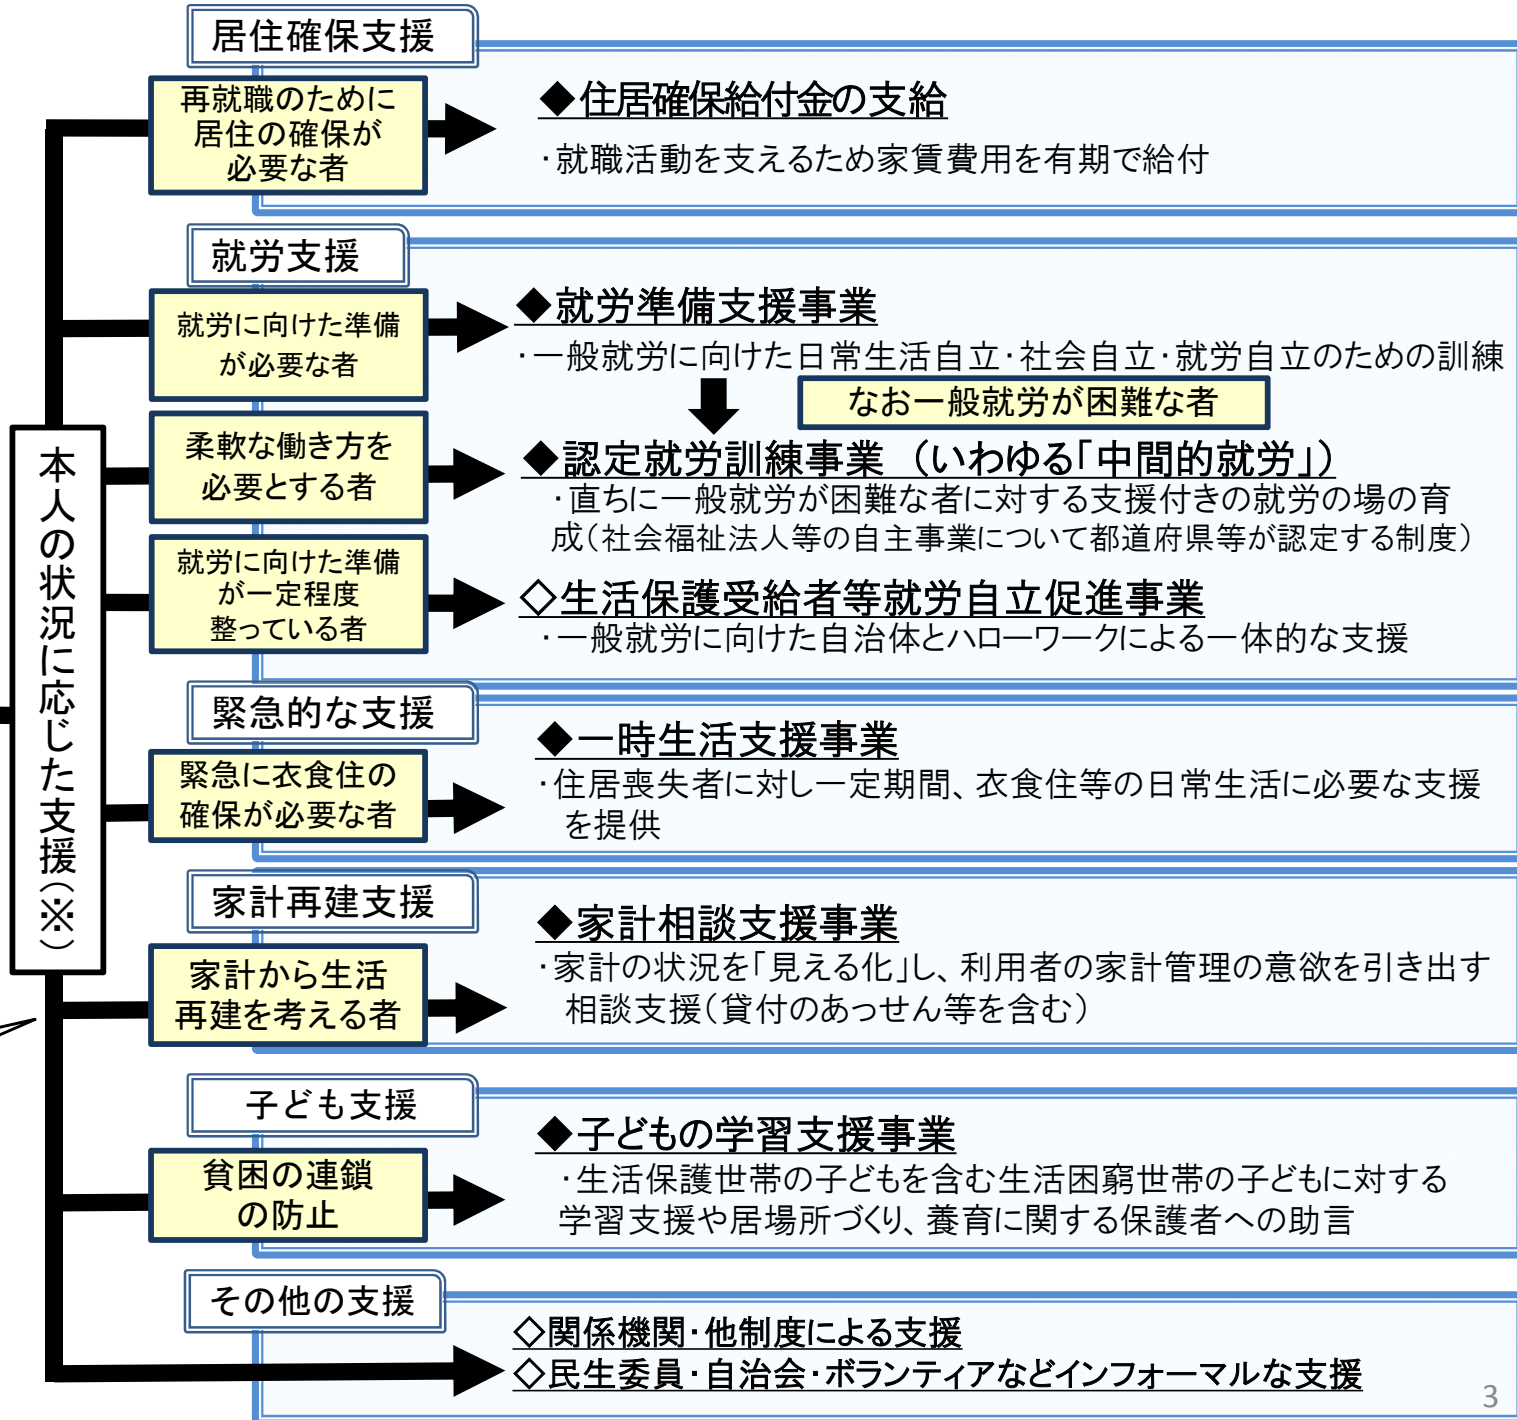 本人の状況に応じた支援（※）
居住確保支援
再就職のために
居住の確保が
必要な者
◆住居確保給付金の支給
・就職活動を支えるため家賃費用を有期で給付
就労支援
就労に向けた準備
が必要な者
◆就労準備支援事業
・一般就労に向けた日常生活自立・社会自立・就労自立のための訓練
なお一般就労が困難な者
柔軟な働き方を
必要とする者
◆認定就労訓練事業　（いわゆる「中間的就労」）
・直ちに一般就労が困難な者に対する支援付きの就労の場の育
成（社会福祉法人等の自主事業について都道府県等が認定する制度）
就労に向けた準備
が一定程度
整っている者
◇生活保護受給者等就労自立促進事業
・一般就労に向けた自治体とハローワークによる一体的な支援
緊急的な支援
緊急に衣食住の
確保が必要な者
◆一時生活支援事業
・住居喪失者に対し一定期間、衣食住等の日常生活に必要な支援
を提供
家計再建支援
家計から生活
再建を考える者
◆家計相談支援事業
・家計の状況を「見える化」し、利用者の家計管理の意欲を引き出す
相談支援（貸付のあっせん等を含む）
子ども支援
貧困の連鎖
の防止
◆子どもの学習支援事業
・生活保護世帯の子どもを含む生活困窮世帯の子どもに対する
学習支援や居場所づくり、養育に関する保護者への助言
その他の支援
◇関係機関・他制度による支援
◇民生委員・自治会・ボランティアなどインフォーマルな支援
3